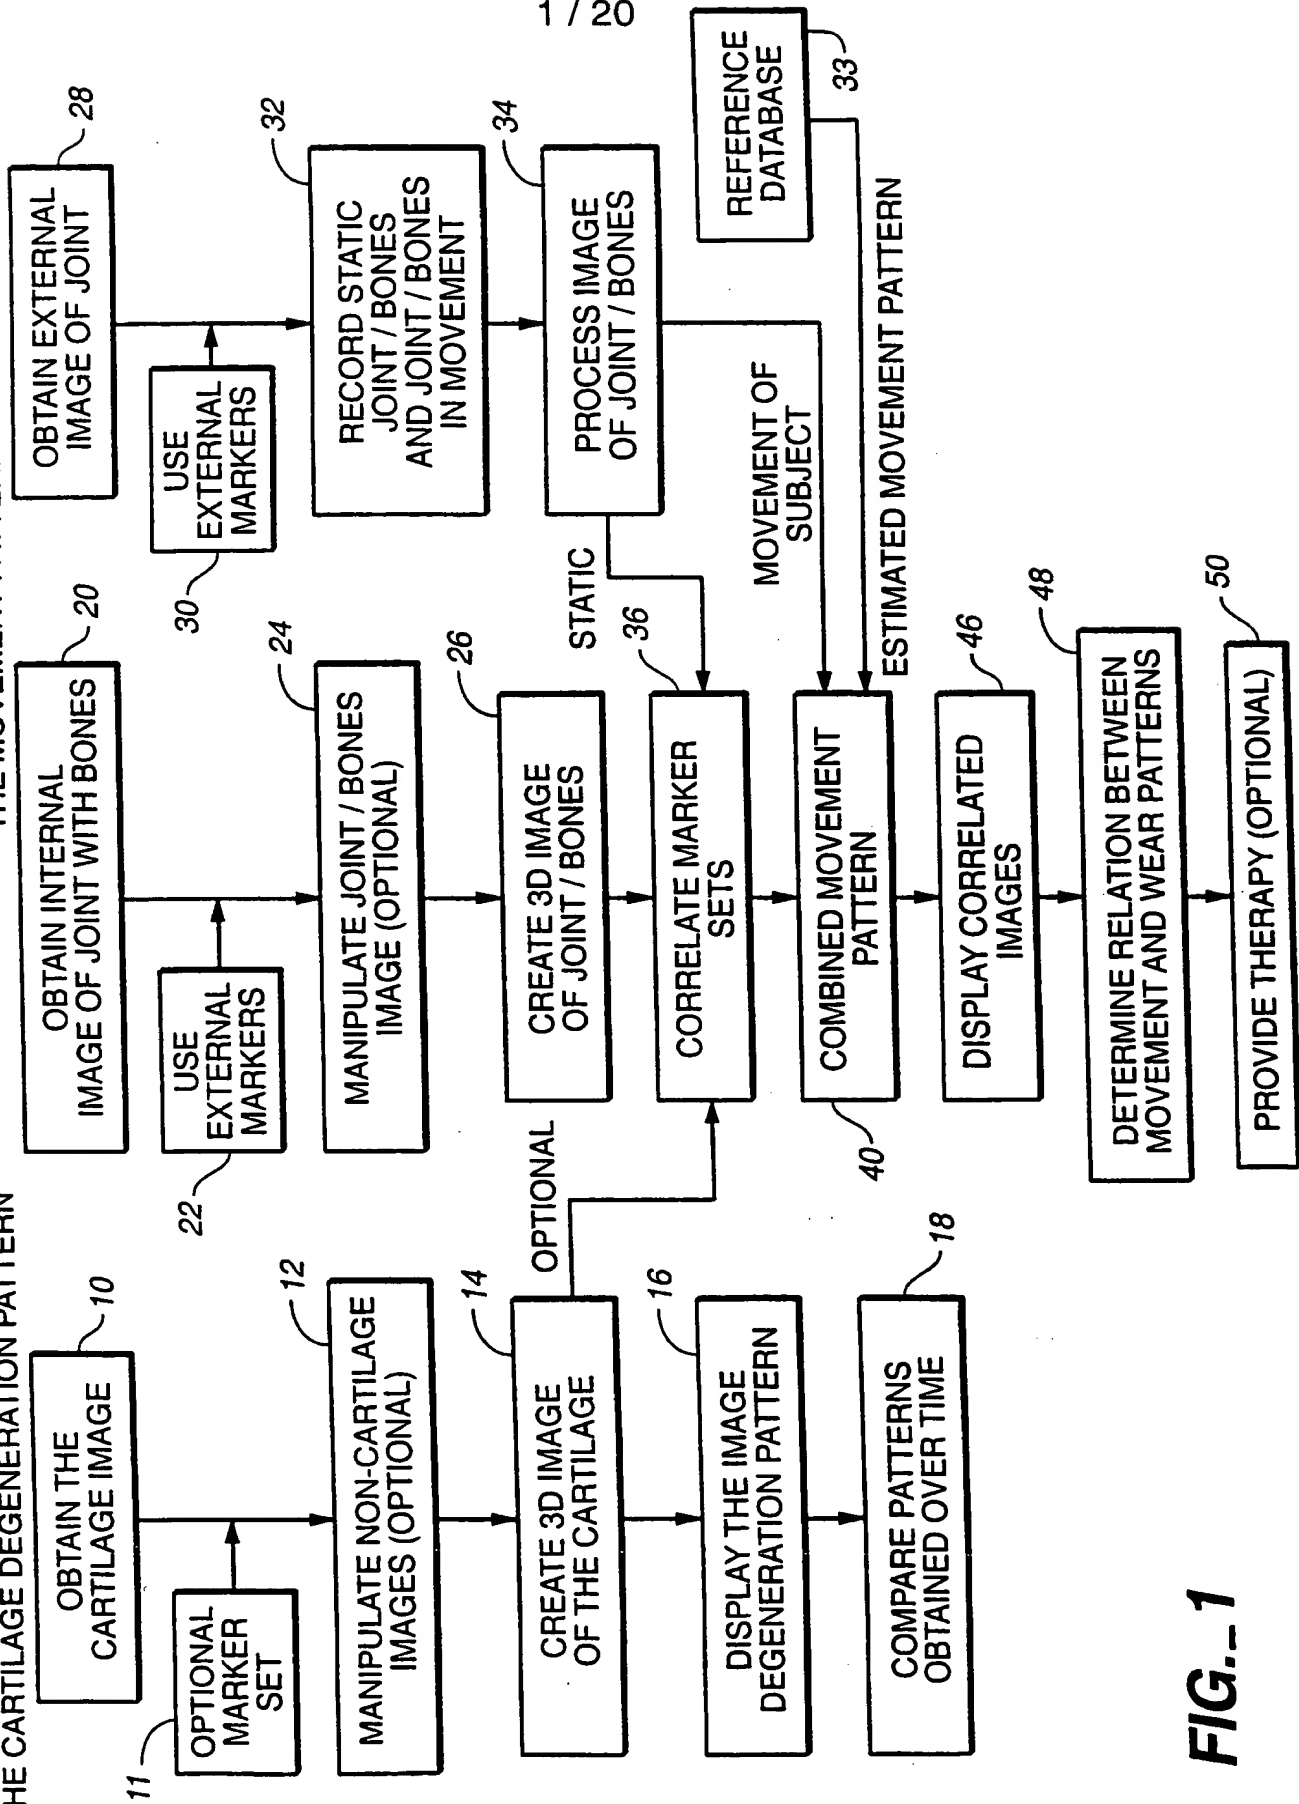 1 / 20
HE CARTILAGE DEGENERATION PATTERN
10
OBTAIN THE
CARTILAGE IMAGE
11
OPTIONAL
MARKER
SET
12
MANIPULATE NON-CARTILAGE
IMAGES (OPTIONAL)
14
CREATE 3D IMAGE
OF THE CARTILAGE
OPTIONAL
16
DISPLAY THE IMAGE
DEGENERATION PATTERN
18
COMPARE PATTERNS
OBTAINED OVER TIME
20
OBTAIN INTERNAL
IMAGE OF JOINT WITH BONES
22
USE
EXTERNAL
MARKERS
24
MANIPULATE JOINT / BONES
IMAGE (OPTIONAL)
26
CREATE 3D IMAGE
OF JOINT / BONES
36
CORRELATE MARKER
SETS
40
COMBINED MOVEMENT
PATTERN
46
DISPLAY CORRELATED
IMAGES
48
DETERMINE RELATION BETWEEN
MOVEMENT AND WEAR PATTERNS
50
PROVIDE THERAPY (OPTIONAL)
28
OBTAIN EXTERNAL
IMAGE OF JOINT
30
USE
EXTERNAL
MARKERS
32
RECORD STATIC
JOINT / BONES
AND JOINT / BONES
IN MOVEMENT
34
PROCESS IMAGE
OF JOINT / BONES
STATIC
MOVEMENT OF
SUBJECT
33
REFERENCE
DATABASE
ESTIMATED MOVEMENT PATTERN
FIG._1